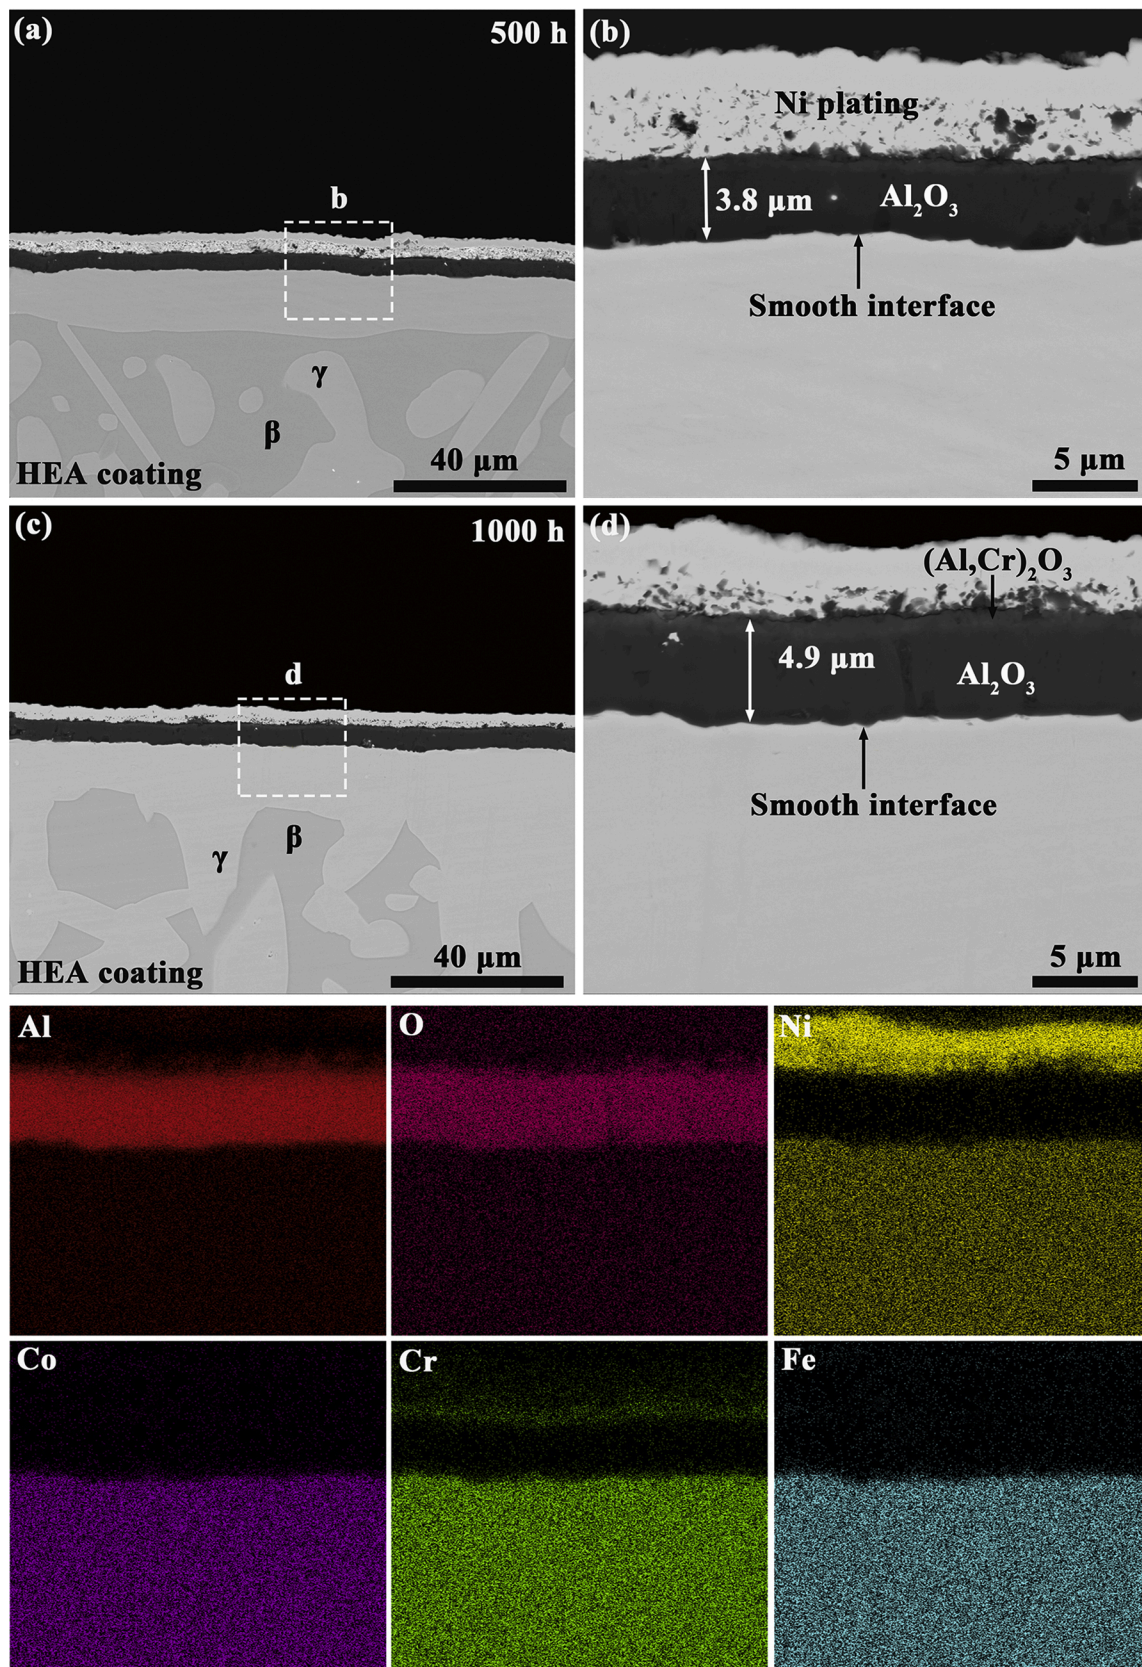 (a)
500 h
b
γ
β
HEA coating
40 μm
(b)
Ni plating
3.8 μm
Al₂O₃
Smooth interface
5 μm
(c)
1000 h
d
γ
β
HEA coating
40 μm
(d)
(Al,Cr)₂O₃
4.9 μm
Al₂O₃
Smooth interface
5 μm
Al
O
Ni
Co
Cr
Fe